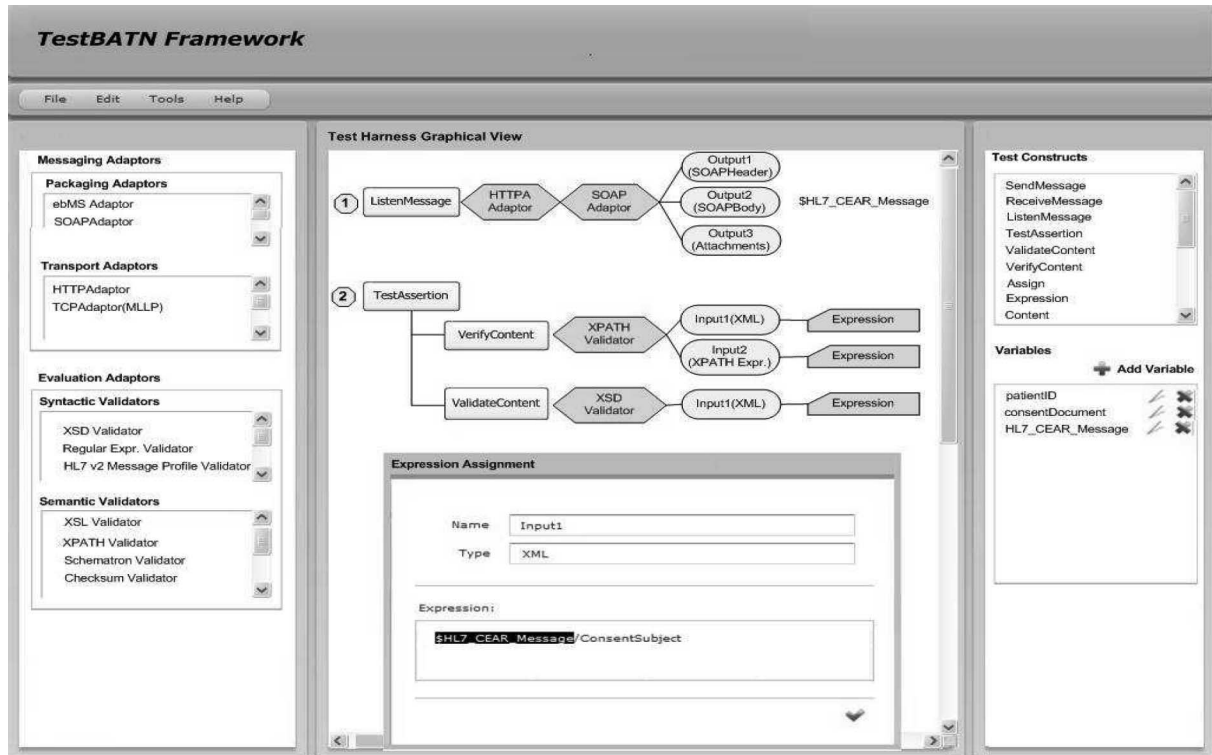 TestBATN Framework
File Edit Tools Help
Messaging Adaptors
Packaging Adaptors
ebMS Adaptor
SOAPAdaptor
Transport Adaptors
HTTPAdaptor
TCPAdaptor(MLLP)
Evaluation Adaptors
Syntactic Validators
XSD Validator
Regular Expr. Validator
HL7 v2 Message Profile Validator
Semantic Validators
XSL Validator
XPATH Validator
Schematron Validator
Checksum Validator
Test Harness Graphical View
1
ListenMessage
HTTPA
Adaptor
SOAP
Adaptor
Output1
(SOAPHeader)
Output2
(SOAPBody)
$HL7_CEAR_Message
Output3
(Attachments)
2
TestAssertion
VerifyContent
XPATH
Validator
Input1(XML)
Expression
Input2
(XPATH Expr.)
Expression
ValidateContent
XSD
Validator
Input1(XML)
Expression
Expression Assignment
Name Input1
Type XML
Expression:
$HL7_CEAR_Message/ConsentSubject
Test Constructs
SendMessage
ReceiveMessage
ListenMessage
TestAssertion
ValidateContent
VerifyContent
Assign
Expression
Content
Variables
Add Variable
patientID
consentDocument
HL7_CEAR_Message